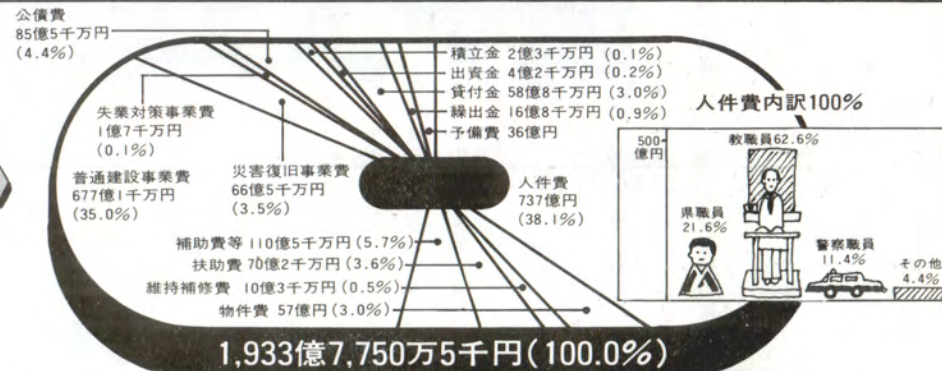 公債費
85億5千万円
(4.4%)
失業対策事業費
1億7千万円
(0.1%)
普通建設事業費
677億1千万円
(35.0%)
災害復旧事業費
66億5千万円
(3.5%)
積立金 2億3千万円 (0.1%)
出資金 4億2千万円 (0.2%)
貸付金 58億8千万円 (3.0%)
繰出金 16億8千万円 (0.9%)
予備費 36億円
人件費
737億円
(38.1%)
補助費等 110億5千万円 (5.7%)
扶助費 70億2千万円 (3.6%)
維持補修費 10億3千万円 (0.5%)
物件費 57億円 (3.0%)
1,933億7,750万5千円(100.0%)
人件費内訳100%
500
億円
県職員
21.6%
教職員62.6%
警察職員
11.4%
その他
4.4%